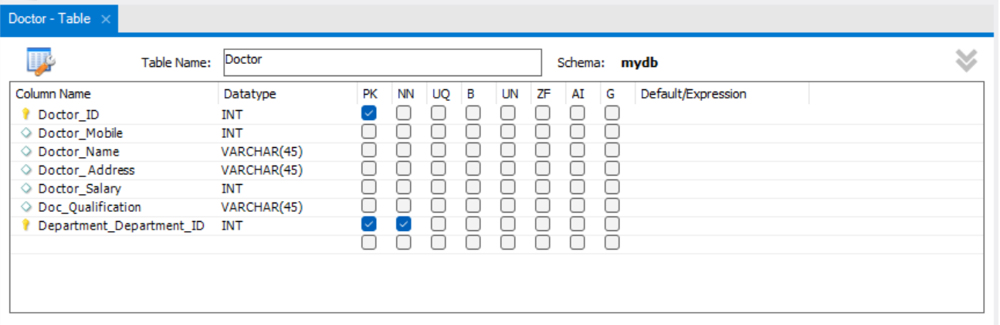 Doctor - Table ×
Table Name: Doctor Schema: mydb
Column Name Datatype PK NN UQ B UN ZF AI G Default/Expression
Doctor_ID INT
Doctor_Mobile INT
Doctor_Name VARCHAR(45)
Doctor_Address VARCHAR(45)
Doctor_Salary INT
Doc_Qualification VARCHAR(45)
Department_Department_ID INT